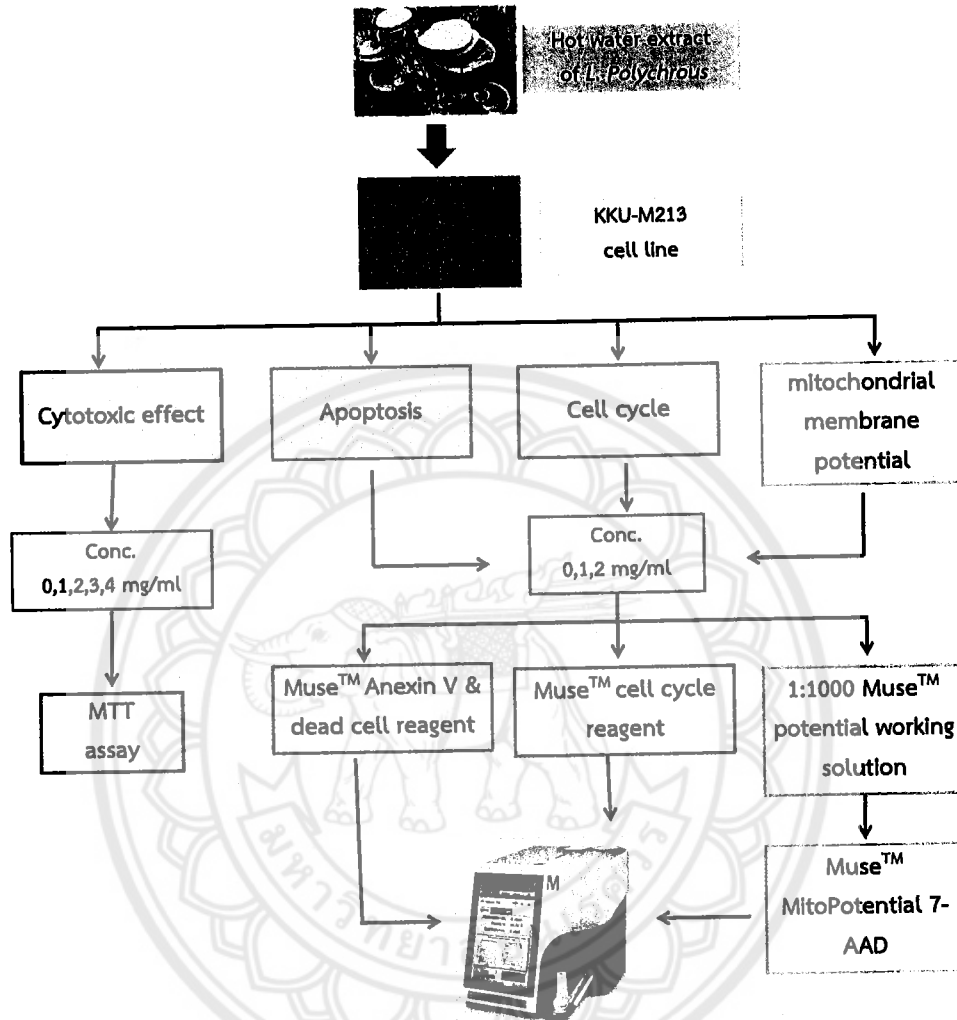 Hot water extract
of L. Polychrous
KKU-M213
cell line
Cytotoxic effect
Apoptosis
Cell cycle
mitochondrial
membrane
potential
Conc.
0,1,2,3,4 mg/ml
Conc.
0,1,2 mg/ml
MTT
assay
Muse™ Anexin V &
dead cell reagent
Muse™ cell cycle
reagent
1:1000 Muse™
potential working
solution
Muse™
MitoPotential 7-
AAD
M